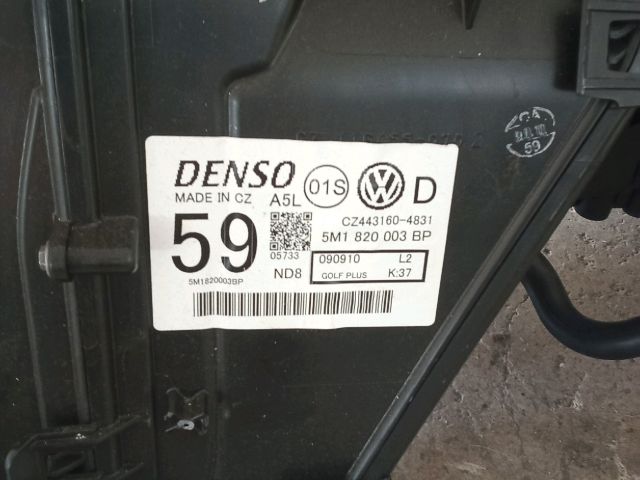 DENSO 01S VW D
MADE IN CZ A5L
CZ443160-4831
59 5M1 820 003 BP
05733 090910 L2
ND8 GOLF PLUS K:37
5M1820003BP
59